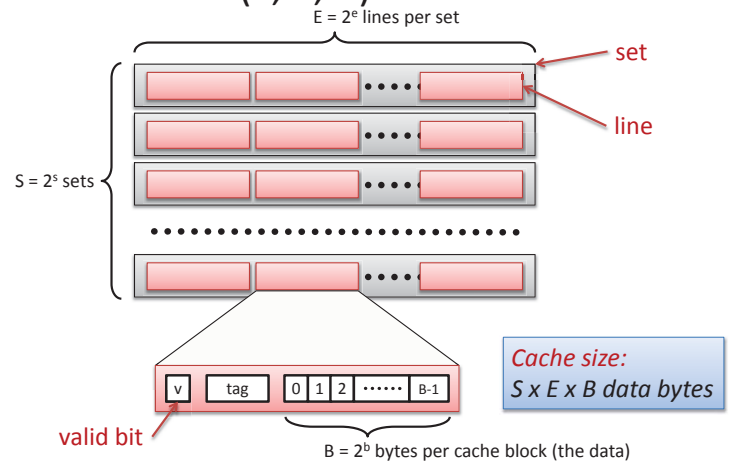 E = 2ᵉ lines per set
set
line
S = 2ˢ sets
Cache size:
S x E x B data bytes
v
tag
0 1 2 •••••• B-1
valid bit
B = 2ᵇ bytes per cache block (the data)